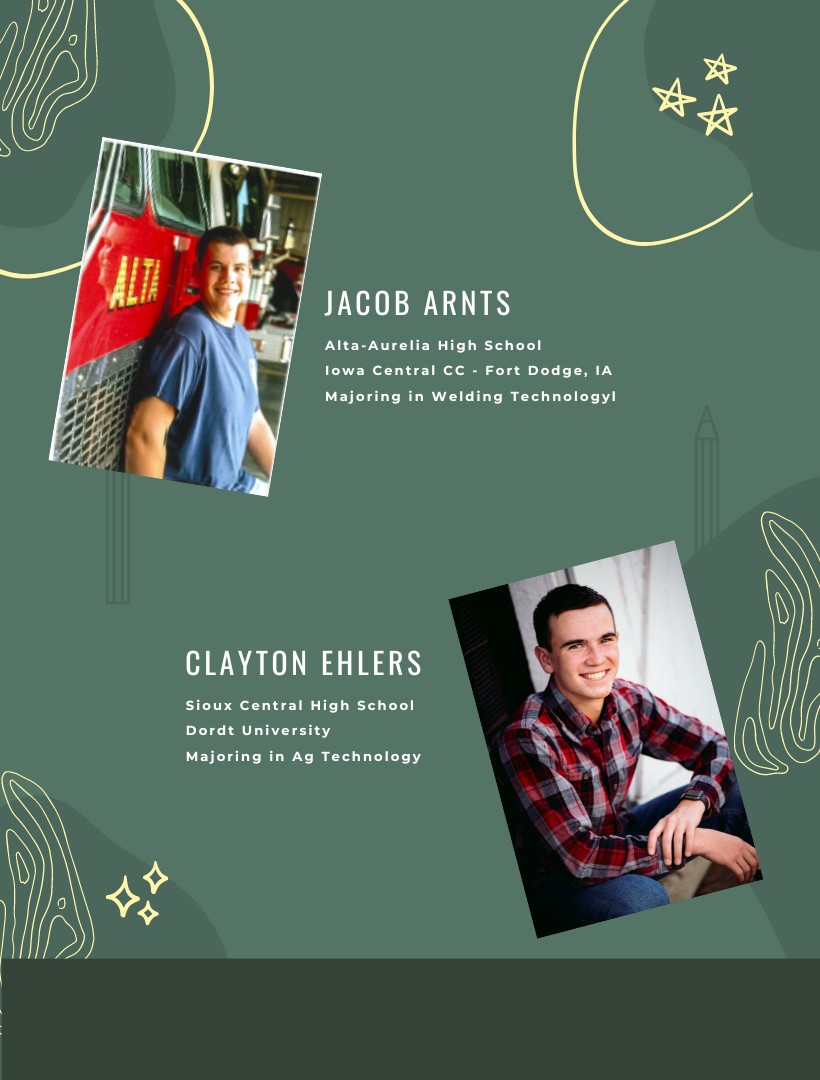 ALTA
JACOB ARNTS
Alta-Aurelia High School
Iowa Central CC - Fort Dodge, IA
Majoring in Welding Technologyl
CLAYTON EHLERS
Sioux Central High School
Dordt University
Majoring in Ag Technology